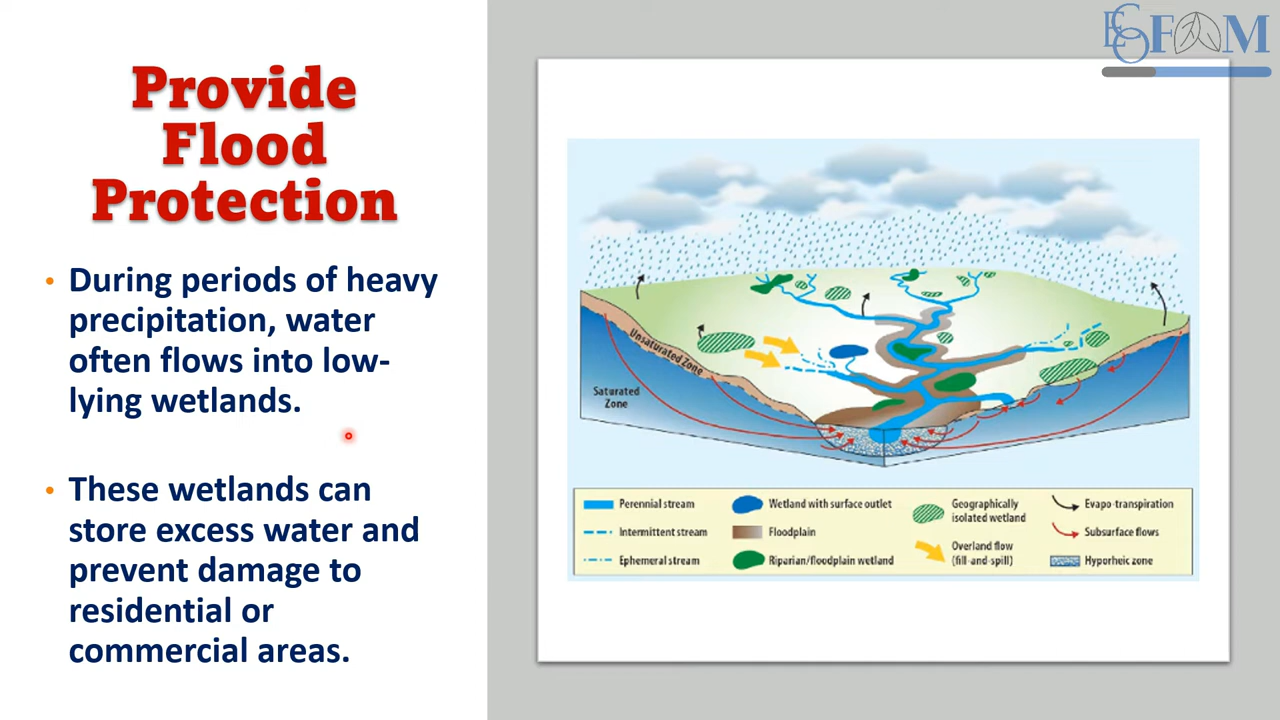 Provide
Flood
Protection
• During periods of heavy
precipitation, water
often flows into low-
lying wetlands.
• These wetlands can
store excess water and
prevent damage to
residential or
commercial areas.
ECOFAM
Unsaturated Zone
Saturated
Zone
Perennial stream
Intermittent stream
Ephemeral stream
Wetland with surface outlet
Floodplain
Riparian/floodplain wetland
Geographically
isolated wetland
Overland flow
(fill-and-spill)
Evapo-transpiration
Subsurface flows
Hyporheic zone